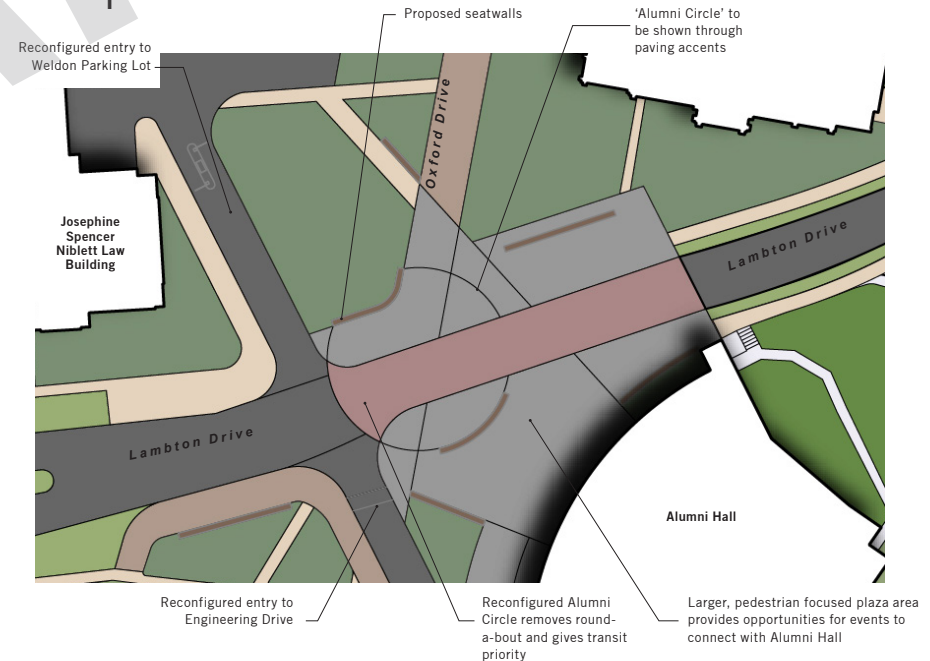 Proposed seatwalls
‘Alumni Circle’ to
be shown through
paving accents
Reconfigured entry to
Weldon Parking Lot
Oxford Drive
Josephine
Spencer
Niblett Law
Building
Lambton Drive
Lambton Drive
Alumni Hall
Reconfigured entry to
Engineering Drive
Reconfigured Alumni
Circle removes round-
a-bout and gives transit
priority
Larger, pedestrian focused plaza area
provides opportunities for events to
connect with Alumni Hall